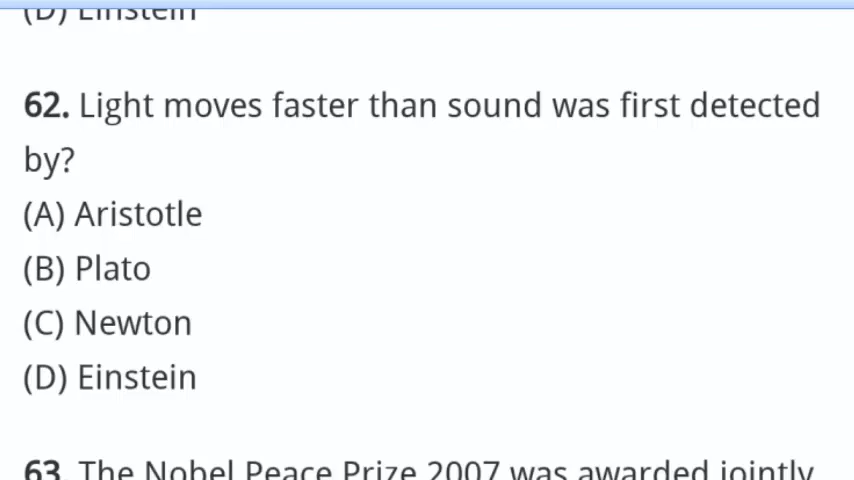 (D) Einstein
62. Light moves faster than sound was first detected
by?
(A) Aristotle
(B) Plato
(C) Newton
(D) Einstein
63. The Nobel Peace Prize 2007 was awarded jointly